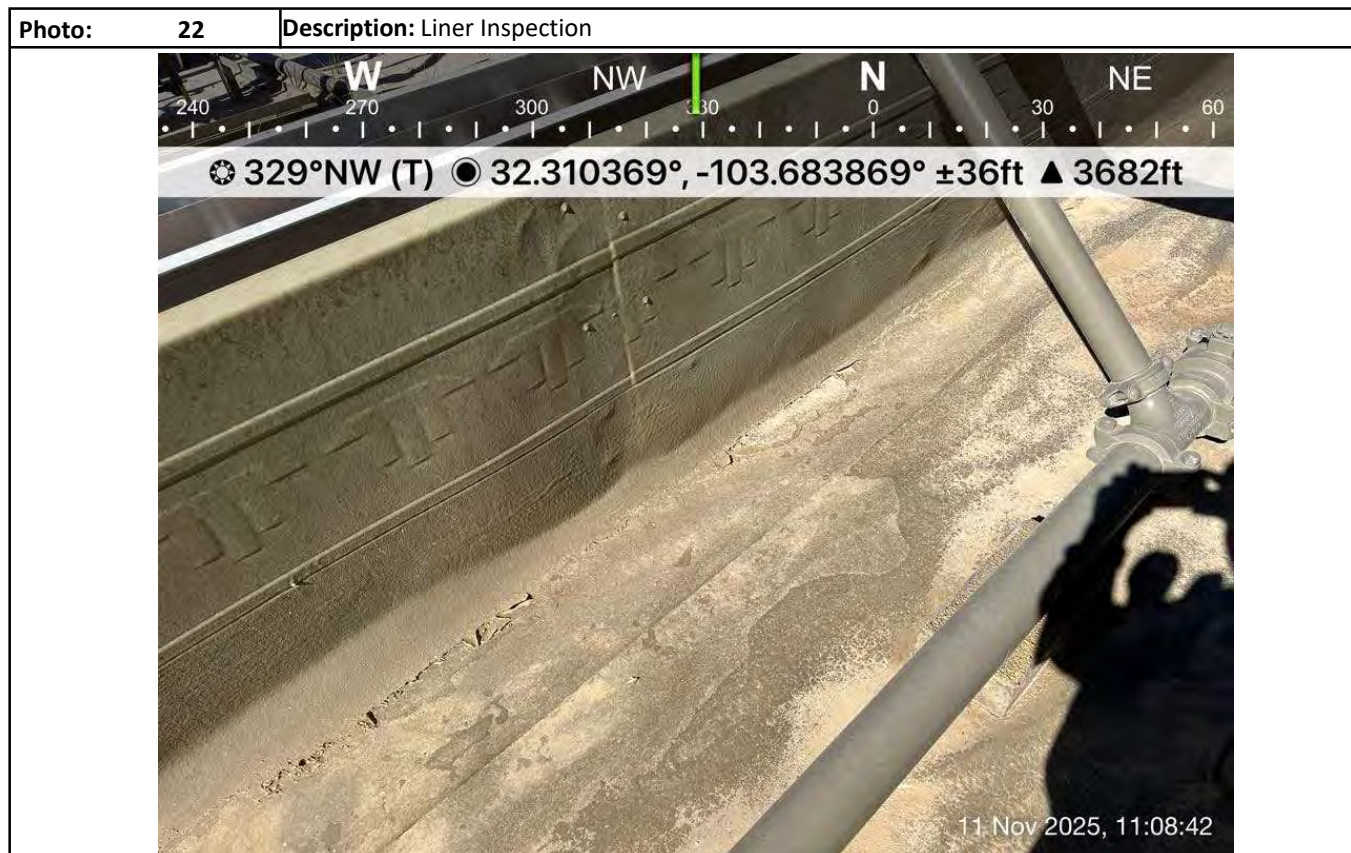 Photo: 22 Description: Liner Inspection
W NW N NE
240 270 300 330 0 30 60
329°NW (T) 32.310369°, -103.683869° ±36ft ▲ 3682ft
11 Nov 2025, 11:08:42